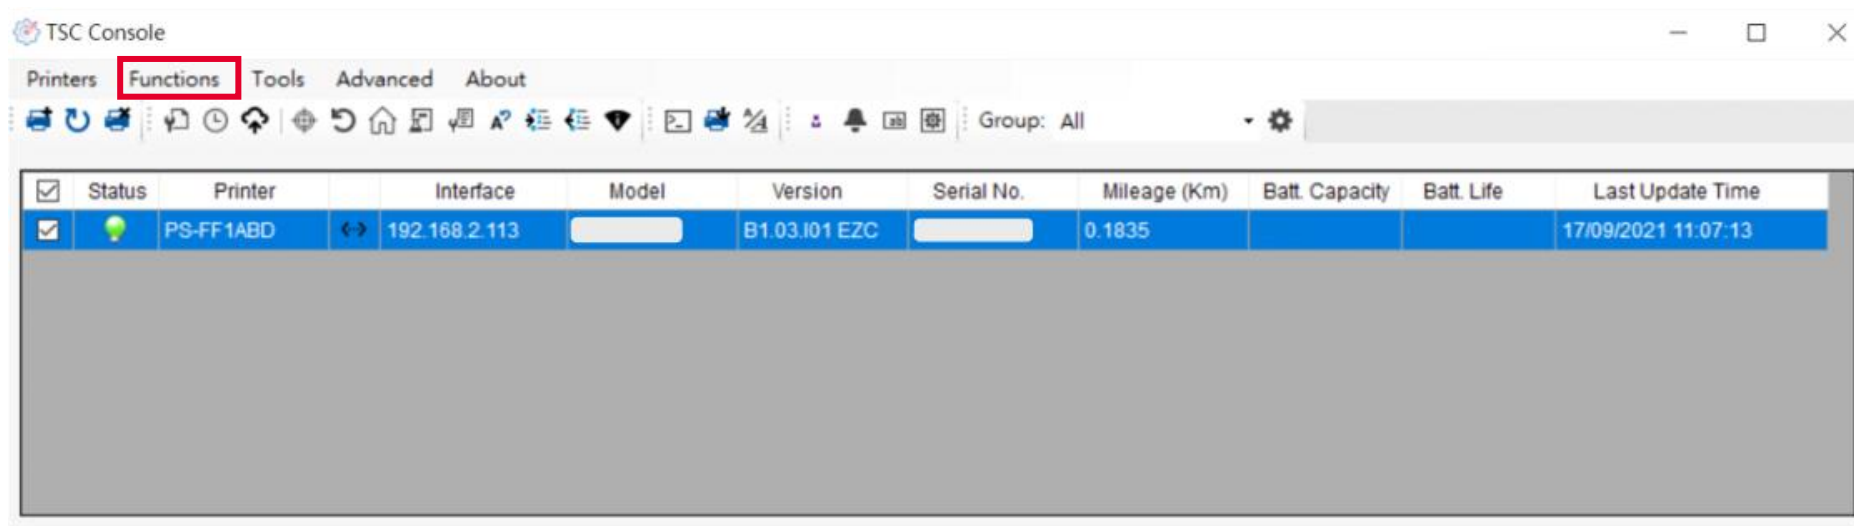 TSC Console
Printers Functions Tools Advanced About
Group: All
Status Printer Interface Model Version Serial No. Mileage (Km) Batt. Capacity Batt. Life Last Update Time
PS-FF1ABD 192.168.2.113 B1.03.I01 EZC 0.1835 17/09/2021 11:07:13